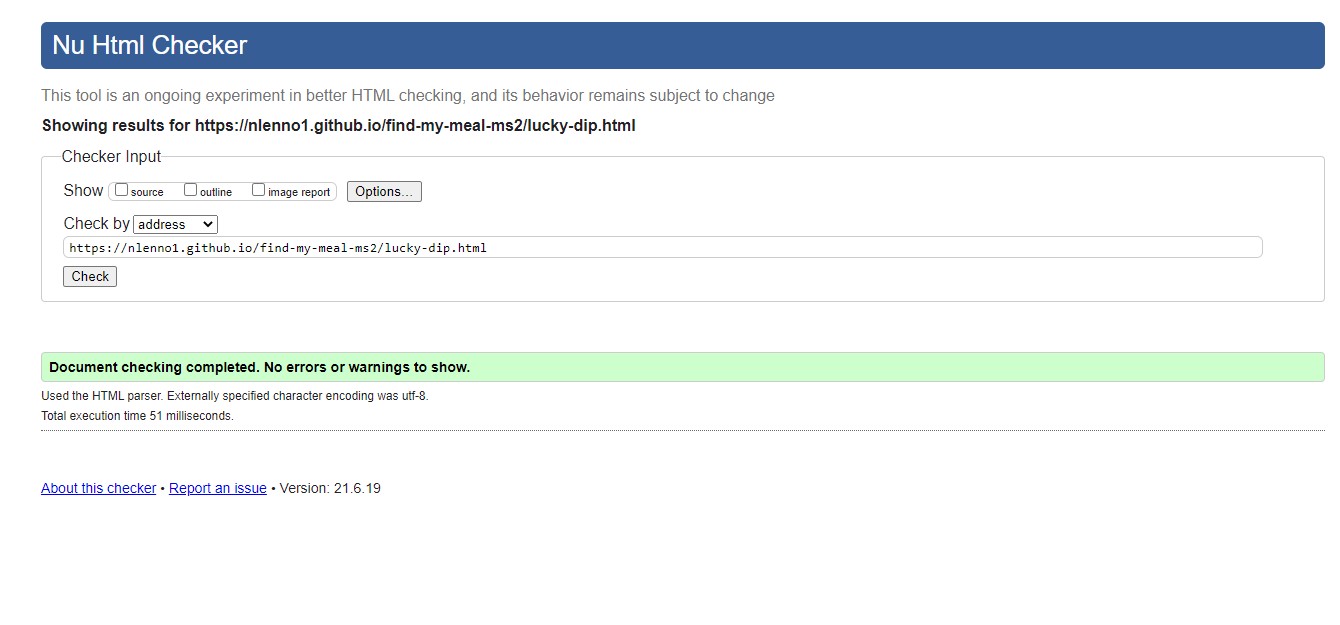 Nu Html Checker
This tool is an ongoing experiment in better HTML checking, and its behavior remains subject to change
Showing results for https://nlenno1.github.io/find-my-meal-ms2/lucky-dip.html
Checker Input
Show source outline image report Options...
Check by address
https://nlenno1.github.io/find-my-meal-ms2/lucky-dip.html
Check
Document checking completed. No errors or warnings to show.
Used the HTML parser. Externally specified character encoding was utf-8.
Total execution time 51 milliseconds.
About this checker • Report an issue • Version: 21.6.19